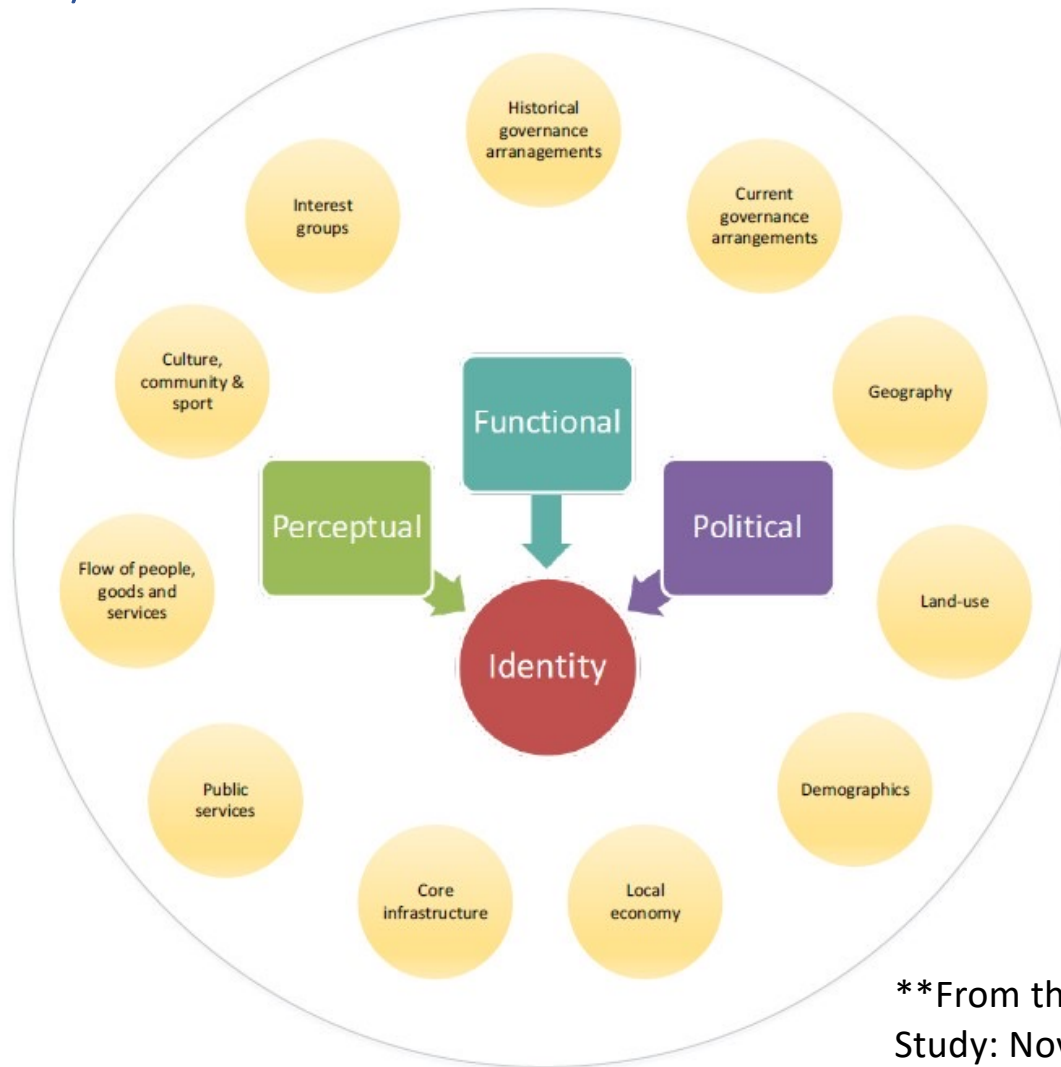 Historical
governance
arranagements
Current
governance
arrangements
Interest
groups
Culture,
community &
sport
Geography
Functional
Perceptual
Political
Flow of people,
goods and
services
Land-use
Identity
Public
services
Demographics
Core
infrastructure
Local
economy
**From th
Study: Nov